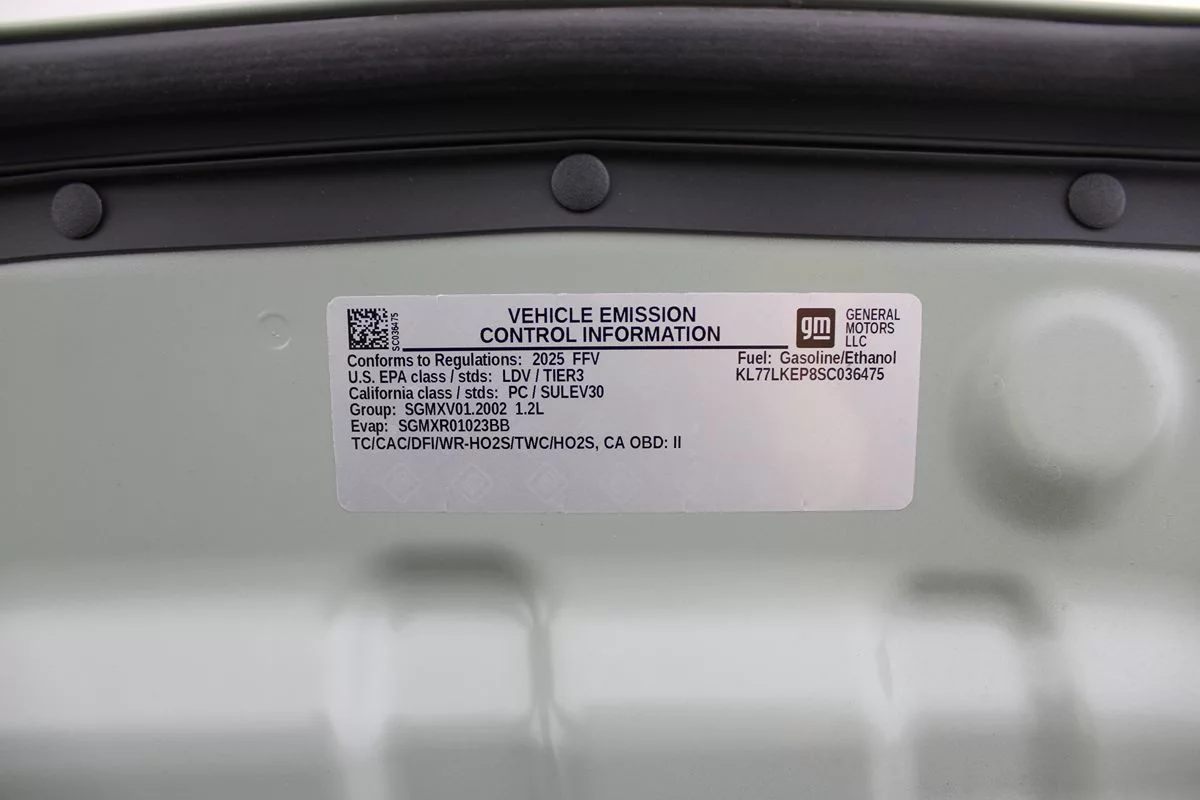 SC036475
VEHICLE EMISSION
CONTROL INFORMATION
gm
GENERAL
MOTORS
LLC
Conforms to Regulations: 2025 FFV
Fuel: Gasoline/Ethanol
U.S. EPA class / stds: LDV / TIER3
KL77LKEP8SC036475
California class / stds: PC / SULEV30
Group: SGMXV01.2002 1.2L
Evap: SGMXR01023BB
TC/CAC/DFI/WR-HO2S/TWC/HO2S, CA OBD: II